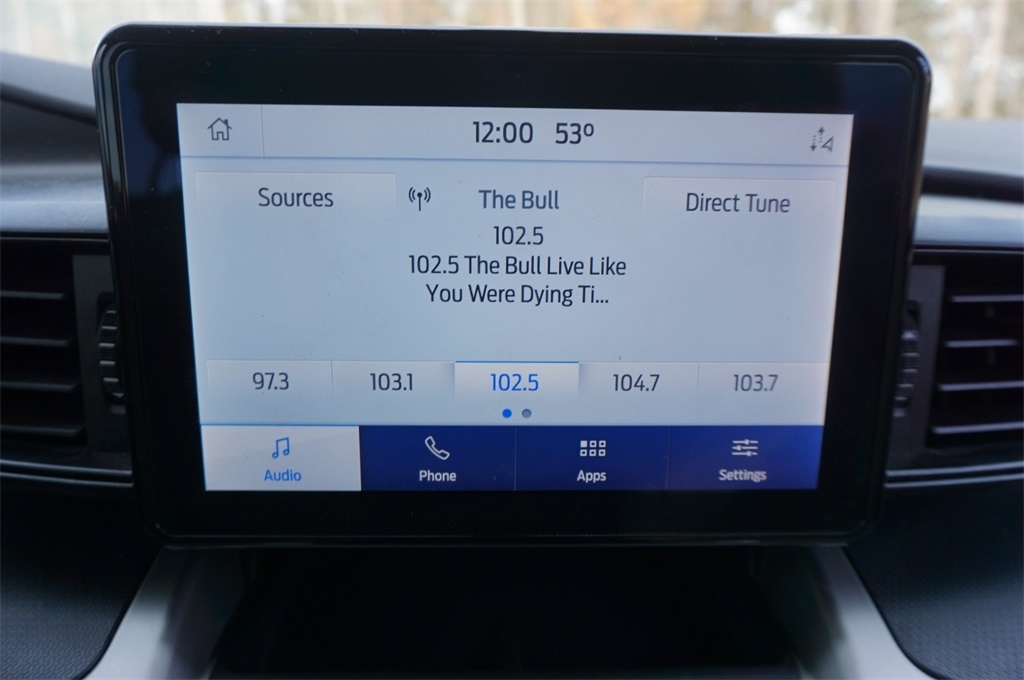 12:00 53º
Sources
The Bull
Direct Tune
102.5
102.5 The Bull Live Like
You Were Dying Ti...
97.3 103.1 102.5 104.7 103.7
Audio Phone Apps Settings